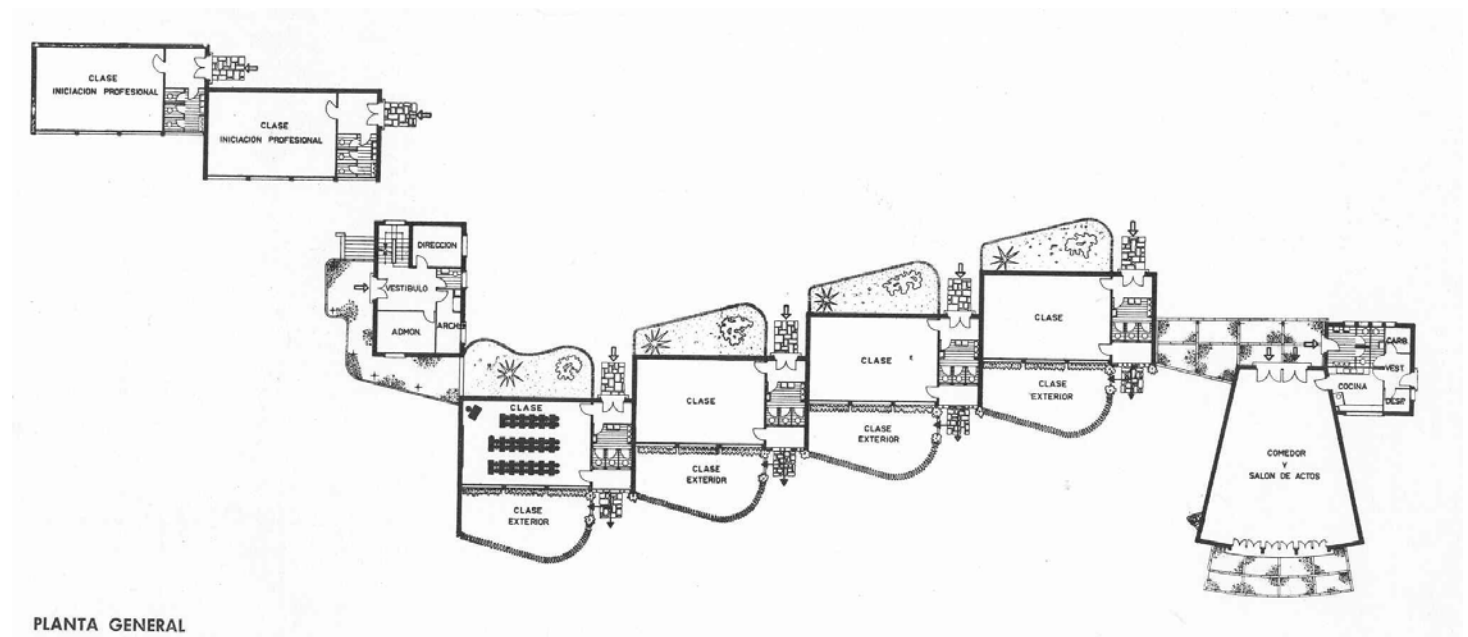 CLASE
INICIACION PROFESIONAL
CLASE
INICIACION PROFESIONAL
DIRECCION
VESTIBULO
ADMON.
ARCH.
CLASE
CLASE
EXTERIOR
CLASE
CLASE
EXTERIOR
CLASE
CLASE
EXTERIOR
CLASE
CLASE
EXTERIOR
CARB.
VEST.
COCINA
DESP.
COMEDOR
Y
SALON DE ACTOS
PLANTA GENERAL